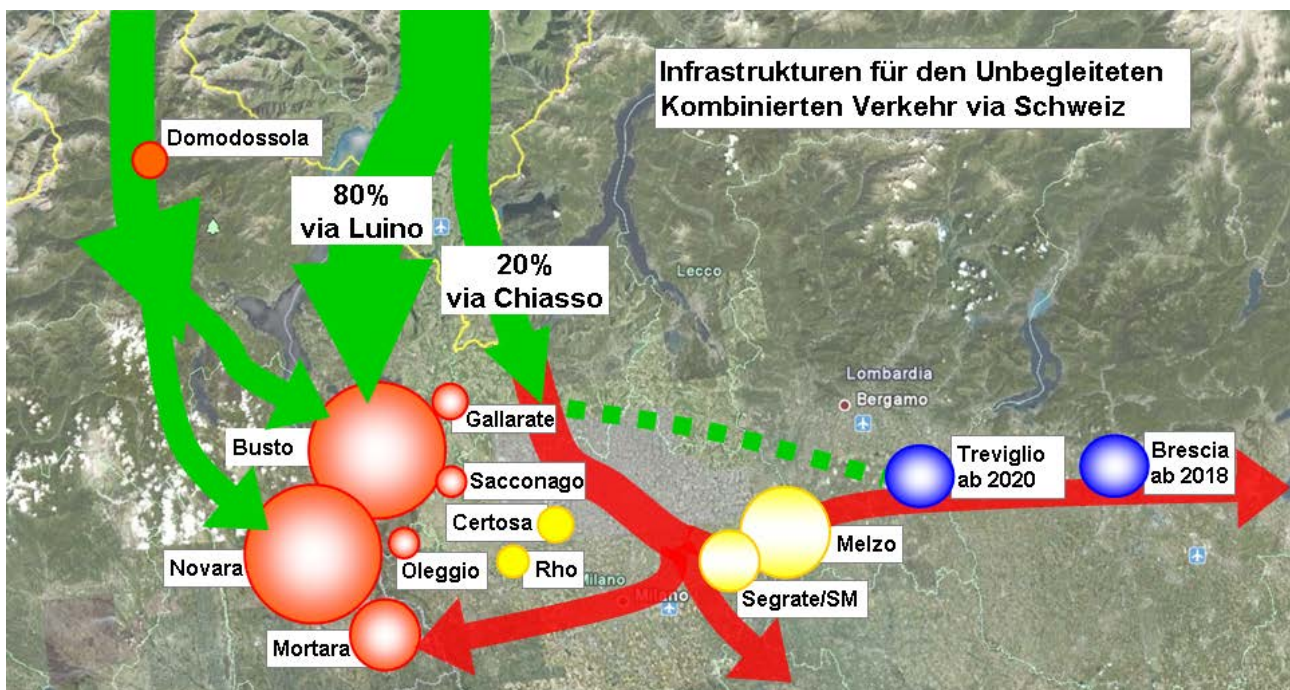 Infrastrukturen für den Unbegleiteten
Kombinierten Verkehr via Schweiz
Domodossola
80%
via Luino
20%
via Chiasso
Lecco
Lombardia
Bergamo
Gallarate
Busto
Treviglio
ab 2020
Brescia
ab 2018
Sacconago
Certosa
Melzo
Novara
Oleggio
Rho
Milano
Milano
Segrate/SM
Mortara